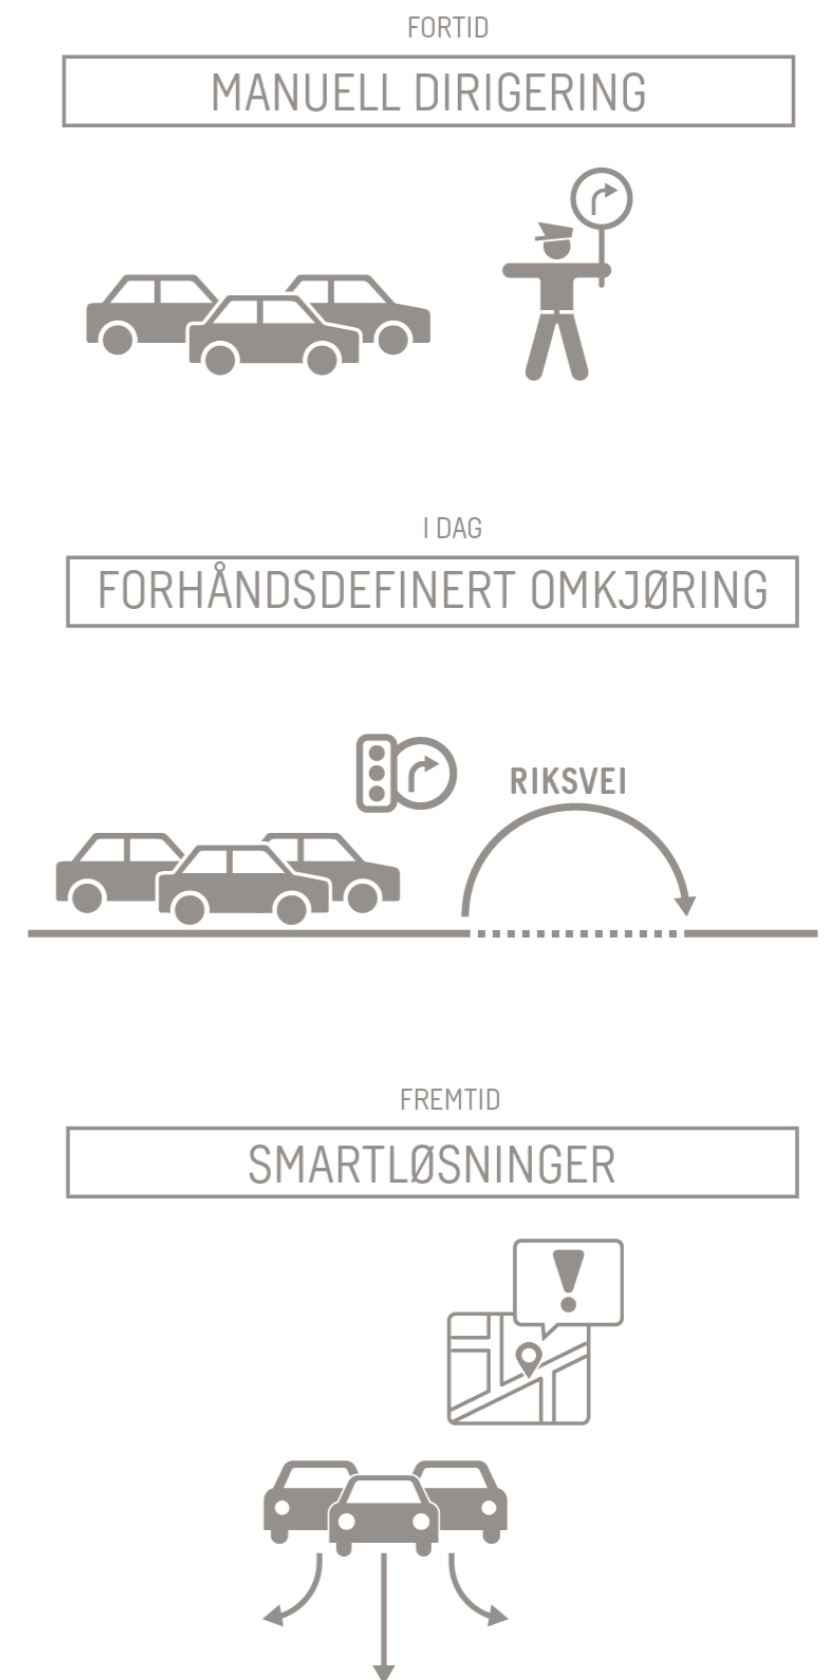 FORTID
MANUELL DIRIGERING
I DAG
FORHÅNDSDEFINERT OMKJØRING
RIKSVEI
FREMTID
SMARTLØSNINGER
!